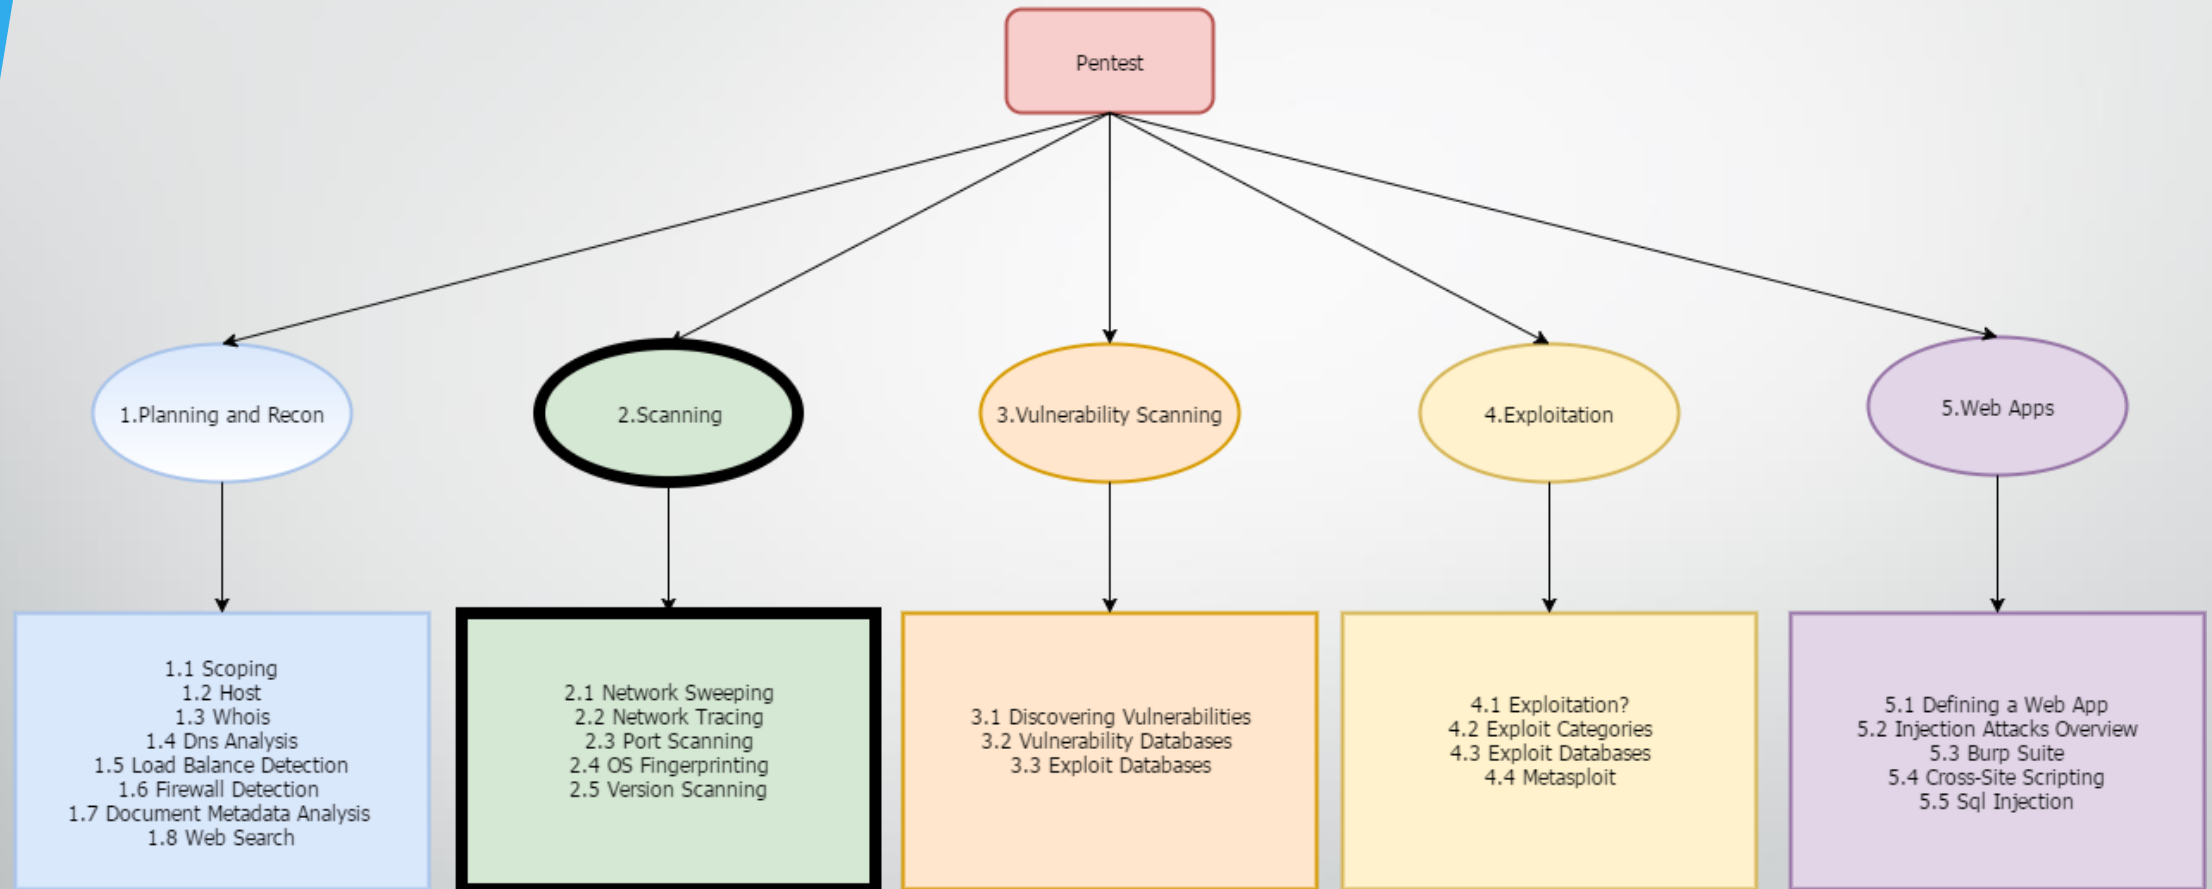 Pentest
1.Planning and Recon
2.Scanning
3.Vulnerability Scanning
4.Exploitation
5.Web Apps
1.1 Scoping
1.2 Host
1.3 Whois
1.4 Dns Analysis
1.5 Load Balance Detection
1.6 Firewall Detection
1.7 Document Metadata Analysis
1.8 Web Search
2.1 Network Sweeping
2.2 Network Tracing
2.3 Port Scanning
2.4 OS Fingerprinting
2.5 Version Scanning
3.1 Discovering Vulnerabilities
3.2 Vulnerability Databases
3.3 Exploit Databases
4.1 Exploitation?
4.2 Exploit Categories
4.3 Exploit Databases
4.4 Metasploit
5.1 Defining a Web App
5.2 Injection Attacks Overview
5.3 Burp Suite
5.4 Cross-Site Scripting
5.5 Sql Injection